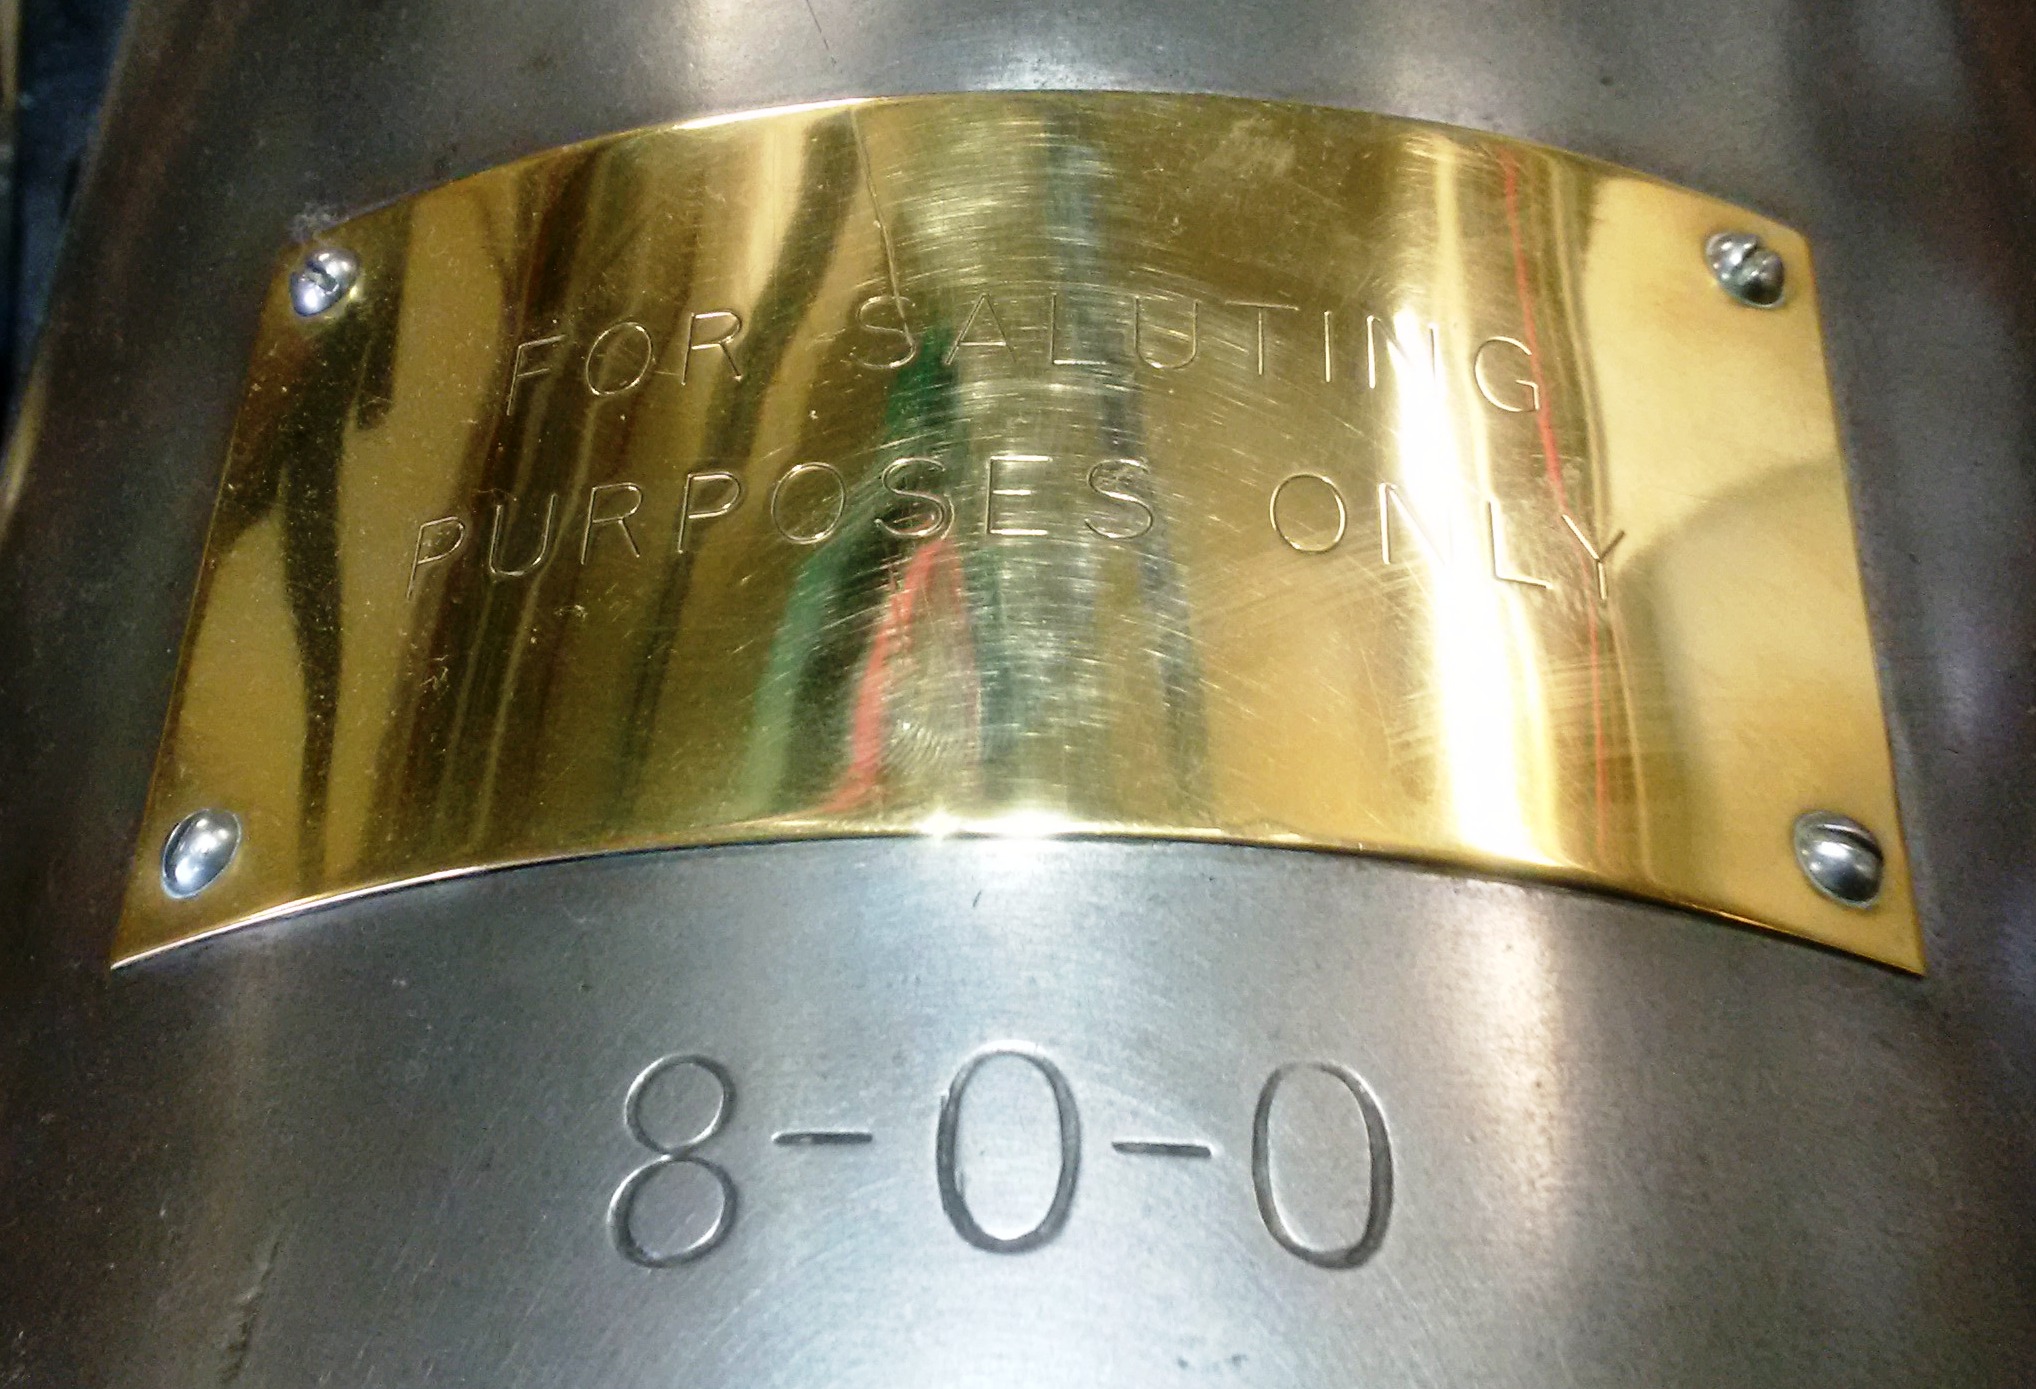 FOR SALUTING
PURPOSES ONLY
8-0-0